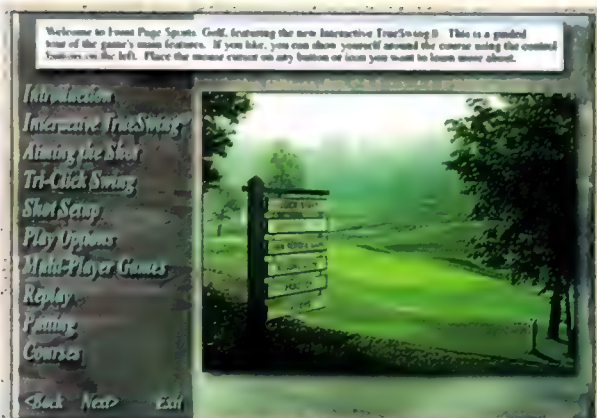 Welcome to Front Page Sports: Golf, featuring the new Interactive TrueSwing! This is a guided
tour of the game's main features. If you like, you can show yourself around the course using the control
buttons on the left. Place the mouse cursor on any button or icon you want to learn more about.
Introduction
Interactive TrueSwing
Aiming the Shot
Tri-Click Swing
Shot Setup
Play Options
Multi-Player Games
Replay
Putting
Courses
<Back Next> Exit